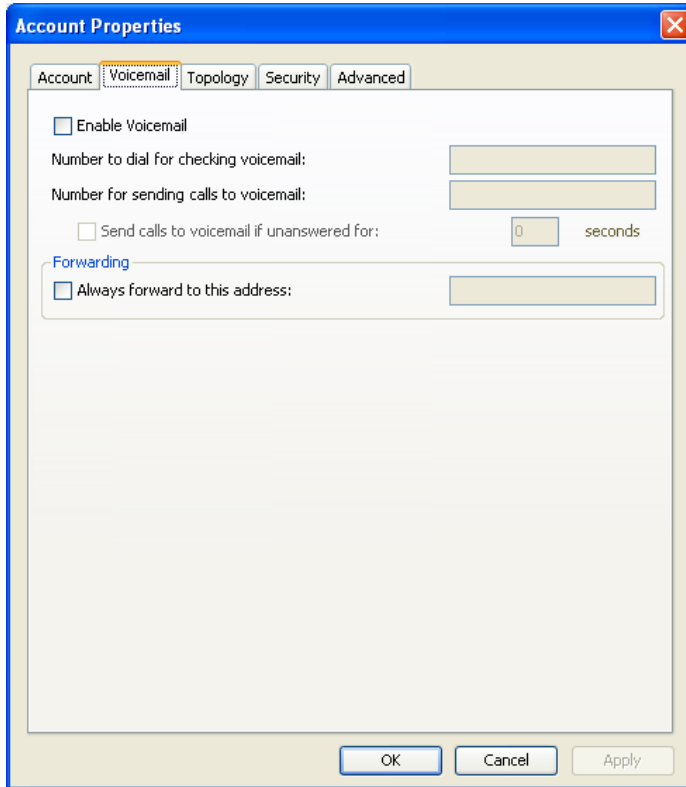 Account Properties
Account Voicemail Topology Security Advanced
Enable Voicemail
Number to dial for checking voicemail:
Number for sending calls to voicemail:
Send calls to voicemail if unanswered for: 0 seconds
Forwarding
Always forward to this address:
OK Cancel Apply